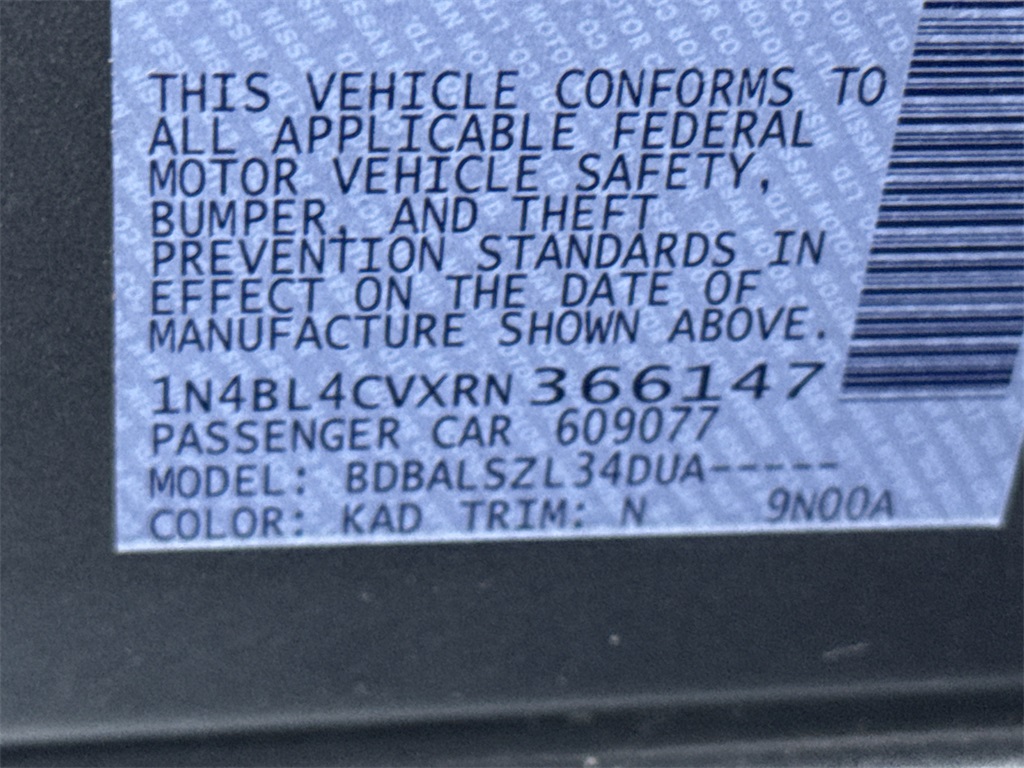 THIS VEHICLE CONFORMS TO
ALL APPLICABLE FEDERAL
MOTOR VEHICLE SAFETY,
BUMPER, AND THEFT
PREVENTION STANDARDS IN
EFFECT ON THE DATE OF
MANUFACTURE SHOWN ABOVE.
1N4BL4CVXRN366147
PASSENGER CAR 609077
MODEL: BDBALSZL34DUA-----
COLOR: KAD TRIM: N 9N00A